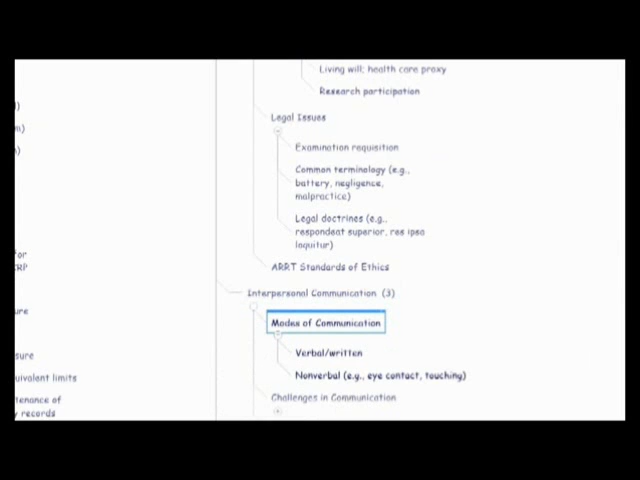 Living will; health care proxy
Research participation
Legal Issues
Examination requisition
Common terminology (e.g.,
battery, negligence,
malpractice)
Legal doctrines (e.g.,
respondeat superior, res ipsa
loquitur)
ARRT Standards of Ethics
Interpersonal Communication (3)
Modes of Communication
Verbal/written
Nonverbal (e.g., eye contact, touching)
Challenges in Communication
m)
for
ERP
ure
sure
uivalent limits
tenance of
y records